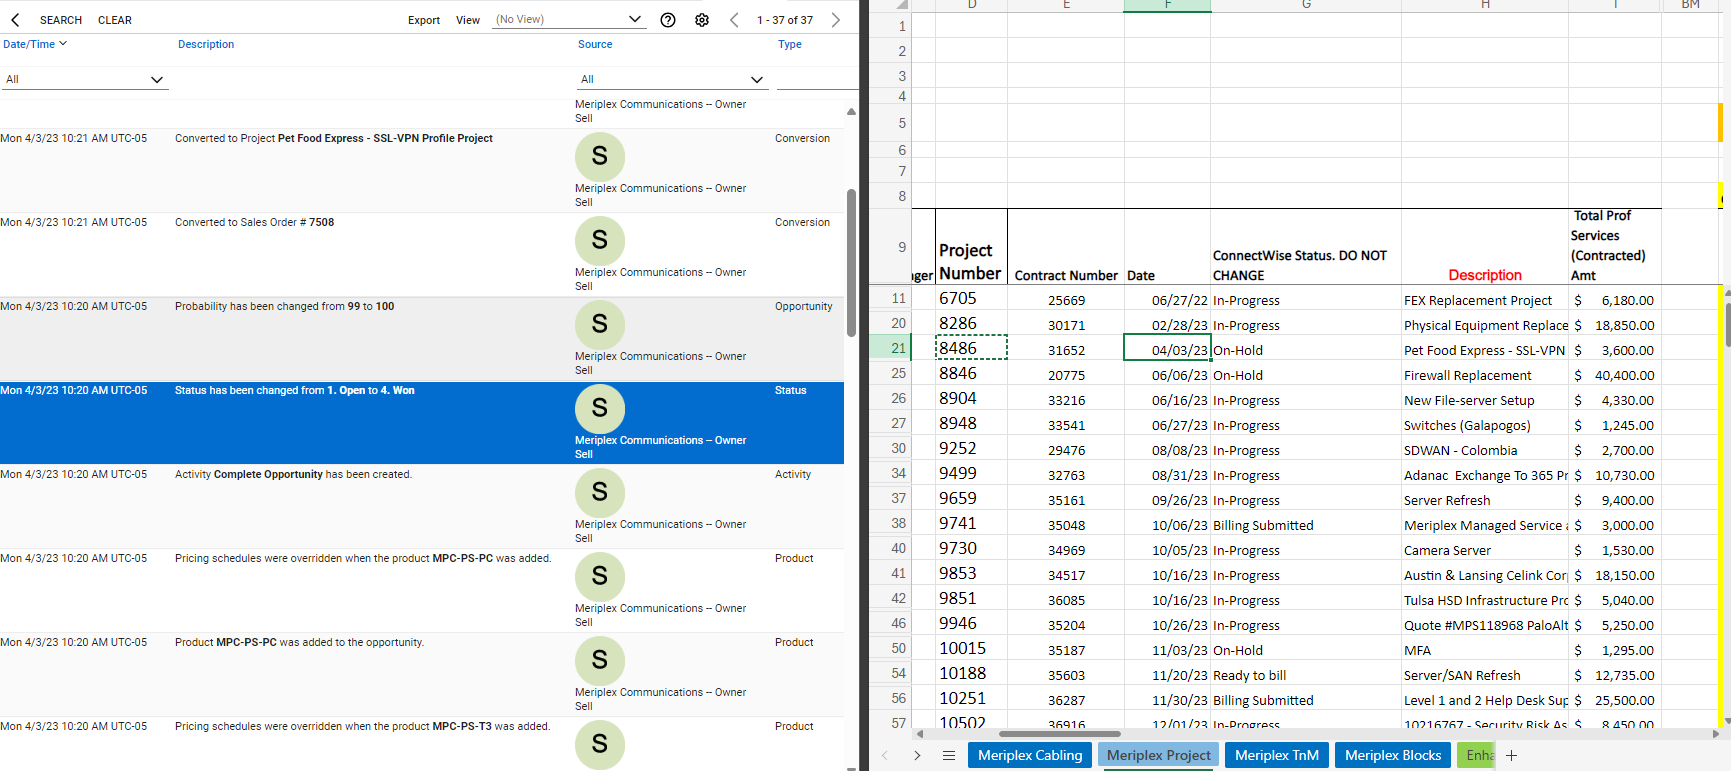 SEARCH CLEAR Export View (No View) 1 - 37 of 37
Date/Time Description Source Type
All All
Meriplex Communications -- Owner
Sell
Mon 4/3/23 10:21 AM UTC-05 Converted to Project Pet Food Express - SSL-VPN Profile Project S Conversion
Meriplex Communications -- Owner
Sell
Mon 4/3/23 10:21 AM UTC-05 Converted to Sales Order # 7508 S Conversion
Meriplex Communications -- Owner
Sell
Mon 4/3/23 10:20 AM UTC-05 Probability has been changed from 99 to 100 S Opportunity
Meriplex Communications -- Owner
Sell
Mon 4/3/23 10:20 AM UTC-05 Status has been changed from 1. Open to 4. Won S Status
Meriplex Communications -- Owner
Sell
Mon 4/3/23 10:20 AM UTC-05 Activity Complete Opportunity has been created. S Activity
Meriplex Communications -- Owner
Sell
Mon 4/3/23 10:20 AM UTC-05 Pricing schedules were overridden when the product MPC-PS-PC was added. S Product
Meriplex Communications -- Owner
Sell
Mon 4/3/23 10:20 AM UTC-05 Product MPC-PS-PC was added to the opportunity. S Product
Meriplex Communications -- Owner
Sell
Mon 4/3/23 10:20 AM UTC-05 Pricing schedules were overridden when the product MPC-PS-T3 was added. S Product
D E F G H I BM
1
2
3
4
5
6
7
8
9 ager Project Number Contract Number Date ConnectWise Status. DO NOT CHANGE Description Total Prof Services (Contracted) Amt
11 6705 25669 06/27/22 In-Progress FEX Replacement Project $ 6,180.00
20 8286 30171 02/28/23 In-Progress Physical Equipment Replace $ 18,850.00
21 8486 31652 04/03/23 On-Hold Pet Food Express - SSL-VPN $ 3,600.00
25 8846 20775 06/06/23 On-Hold Firewall Replacement $ 40,400.00
26 8904 33216 06/16/23 In-Progress New File-server Setup $ 4,330.00
27 8948 33541 06/27/23 In-Progress Switches (Galapogos) $ 1,245.00
30 9252 29476 08/08/23 In-Progress SDWAN - Colombia $ 2,700.00
34 9499 32763 08/31/23 In-Progress Adanac Exchange To 365 Pr $ 10,730.00
37 9659 35161 09/26/23 In-Progress Server Refresh $ 9,400.00
38 9741 35048 10/06/23 Billing Submitted Meriplex Managed Service a $ 3,000.00
40 9730 34969 10/05/23 In-Progress Camera Server $ 1,530.00
41 9853 34517 10/16/23 In-Progress Austin & Lansing Celink Cor $ 18,150.00
42 9851 36085 10/16/23 In-Progress Tulsa HSD Infrastructure Pro $ 5,040.00
46 9946 35204 10/26/23 In-Progress Quote #MPS118968 PaloAlt $ 5,250.00
50 10015 35187 11/03/23 On-Hold MFA $ 1,295.00
54 10188 35603 11/20/23 Ready to bill Server/SAN Refresh $ 12,735.00
56 10251 36287 11/30/23 Billing Submitted Level 1 and 2 Help Desk Sup $ 25,500.00
57 10502 36916 12/01/23 In-Progress 10216767 - Security Risk As $ 8,450.00
Meriplex Cabling Meriplex Project Meriplex TnM Meriplex Blocks Enha